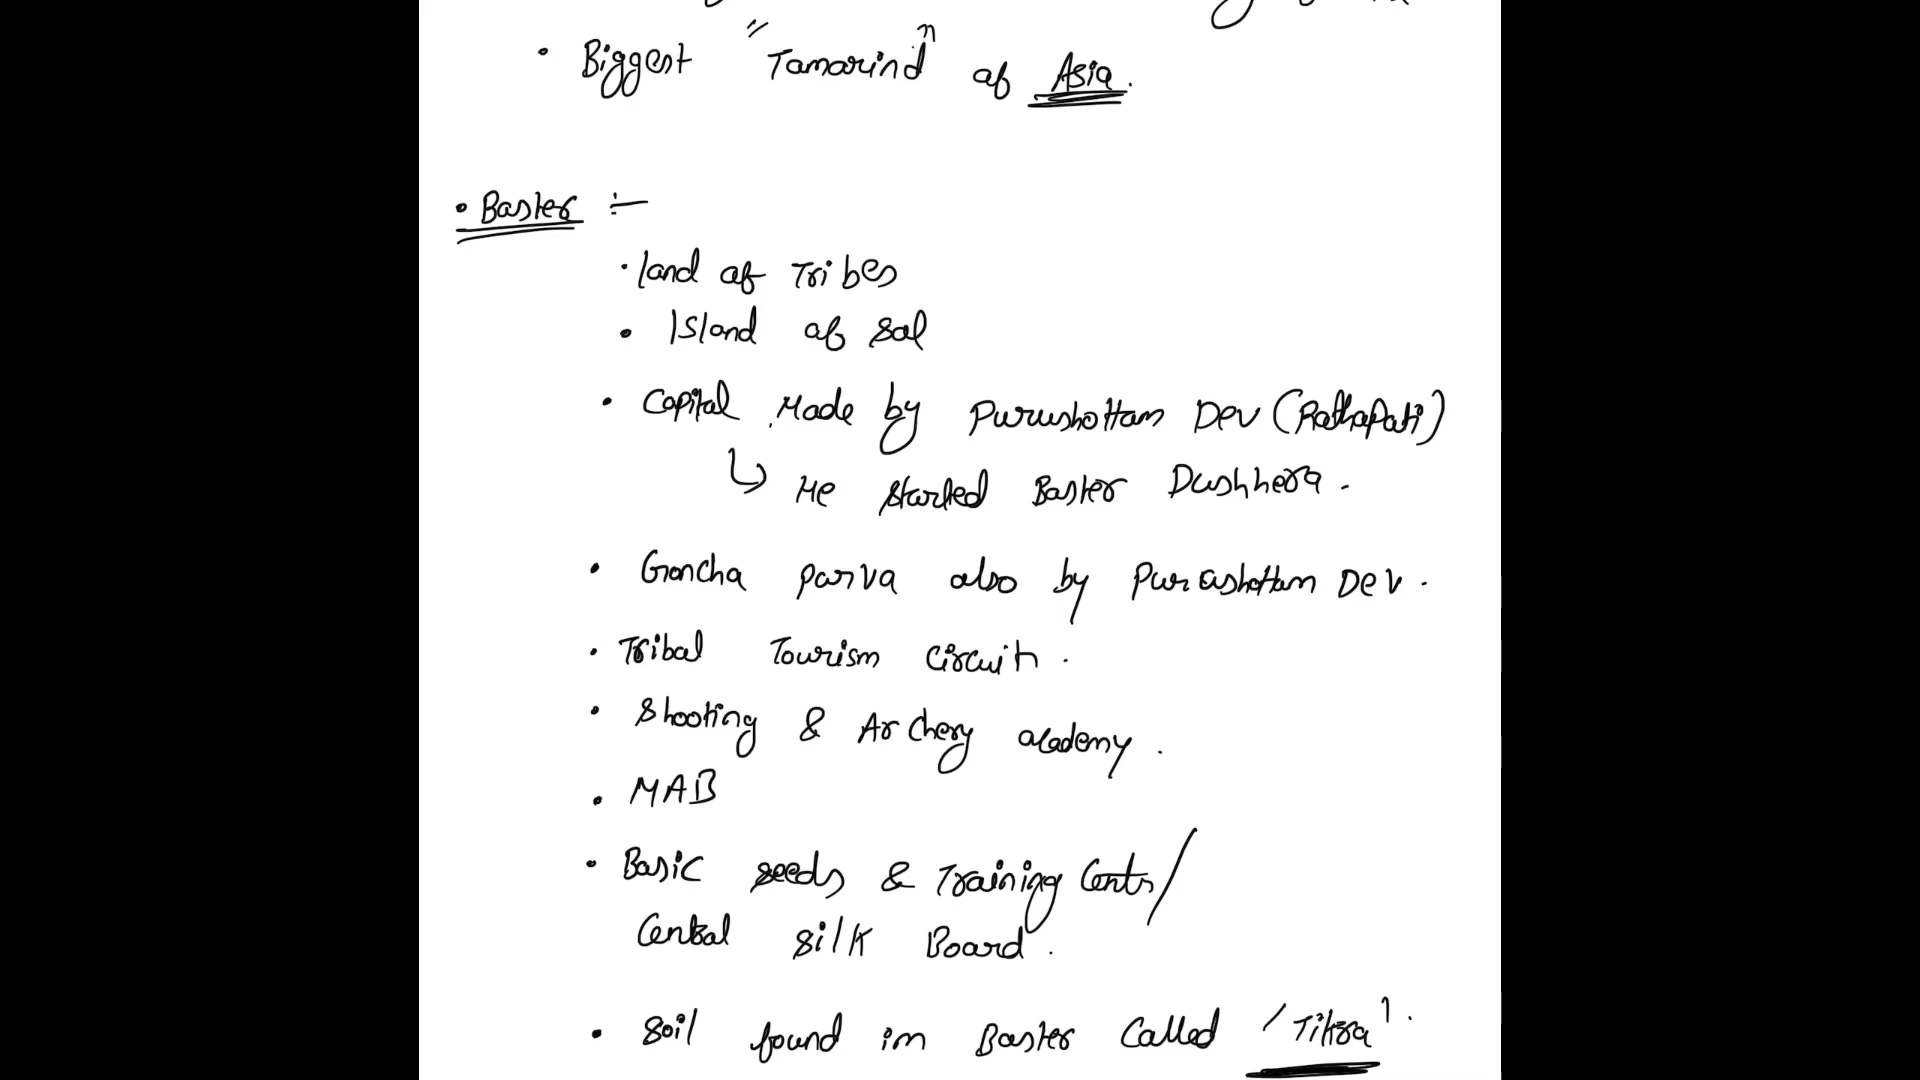 • Biggest "Tamarind" of Asia.
• Baster :-
• land of Tribes
• Island of Sal
• Capital Made by Purushottam Dev (Rathapati)
↳ He Started Baster Dushhera.
• Goncha parva also by Purushottam Dev.
• Tribal Tourism Circuit.
• Shooting & Archery academy.
• MAB
• Basic seeds & Training Centr/
Central Silk Board.
• Soil found in Baster Called 'Tikra'.